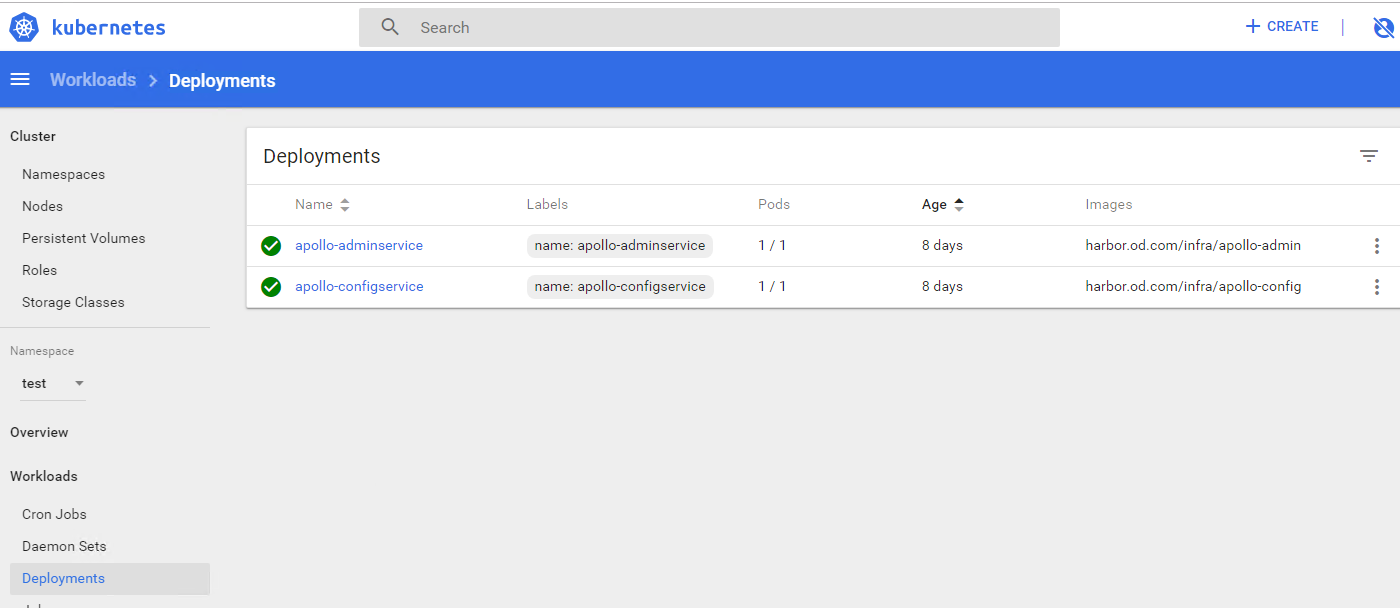 kubernetes
Search
CREATE
Workloads
Deployments
Cluster
Namespaces
Nodes
Persistent Volumes
Roles
Storage Classes
Namespace
test
Overview
Workloads
Cron Jobs
Daemon Sets
Deployments
Deployments
Name Labels Pods Age Images
apollo-adminservice name: apollo-adminservice 1 / 1 8 days harbor.od.com/infra/apollo-admin
apollo-configservice name: apollo-configservice 1 / 1 8 days harbor.od.com/infra/apollo-config